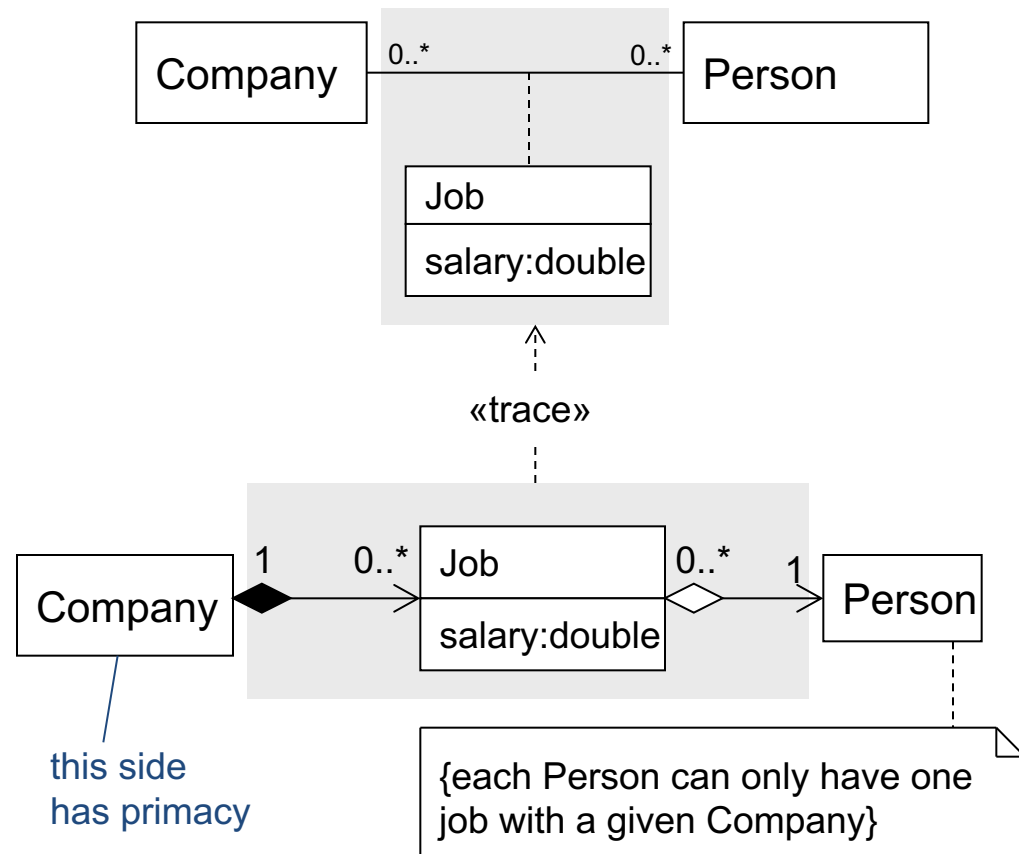 Company
0..*
0..*
Person
Job
salary:double
«trace»
Company
1
0..*
Job
salary:double
0..*
1
Person
this side
has primacy
{each Person can only have one
job with a given Company}